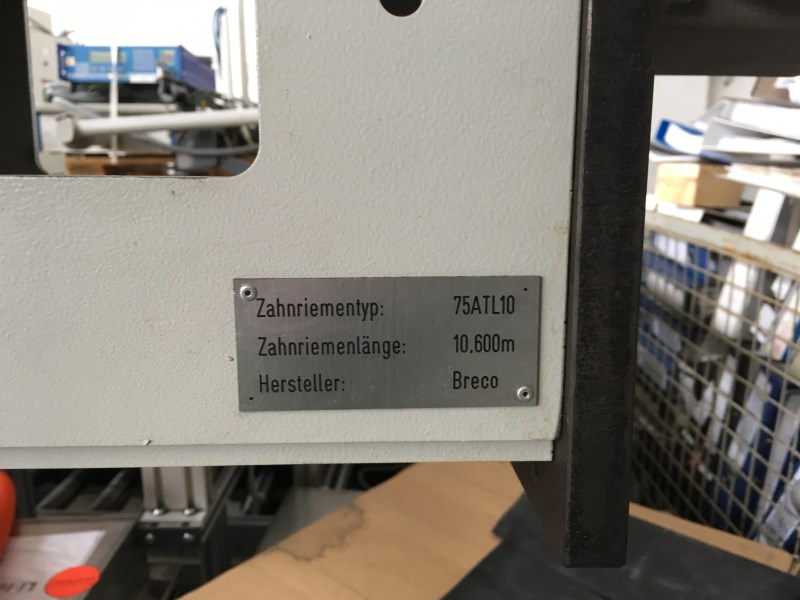 Zahnriementyp: 75ATL10
Zahnriemenlänge: 10,600m
Hersteller: Breco